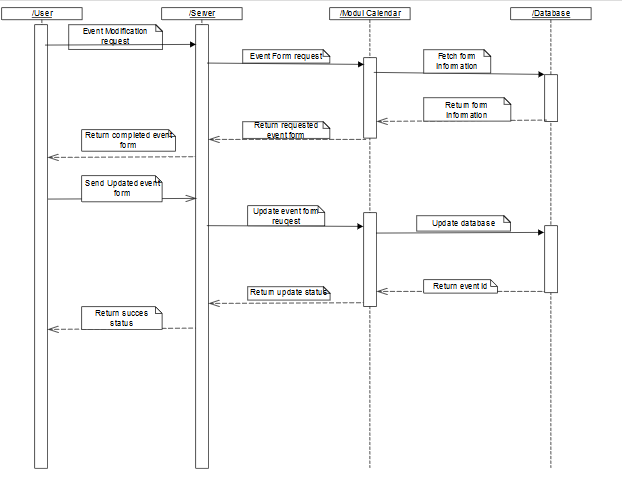 /User
/Server
/Modul Calendar
/Database
Event Modification
request
Event Form request
Fetch form
Information
Return form
Information
Return requested
event form
Return completed event
form
Send Updated event
form
Update event form
reuqest
Update database
Return event Id
Return update status
Return succes
status